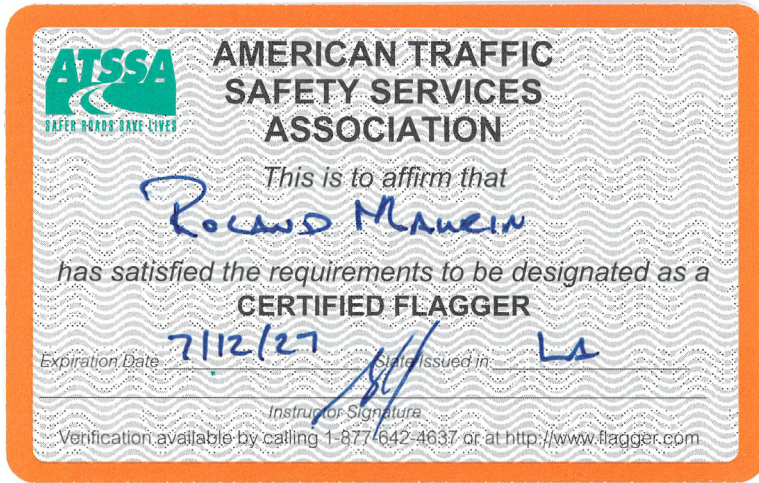 ATSSA
SAFER ROADS SAVE LIVES
AMERICAN TRAFFIC
SAFETY SERVICES
ASSOCIATION
This is to affirm that
ROLAND MAURIN
has satisfied the requirements to be designated as a
CERTIFIED FLAGGER
Expiration Date 7/12/27 State Issued in LA
Instructor Signature
Verification available by calling 1-877-642-4637 or at http://www.flagger.com